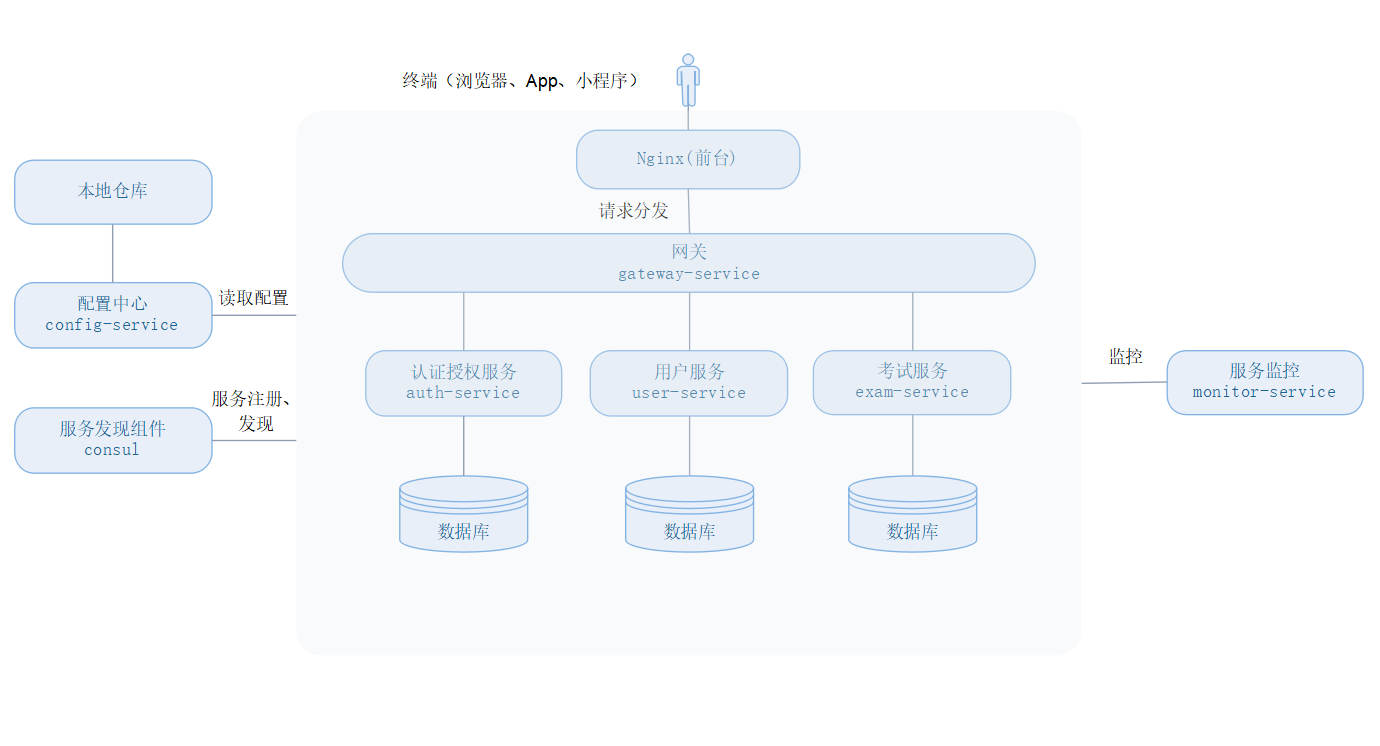 终端（浏览器、App、小程序）
Nginx(前台)
请求分发
网关
gateway-service
本地仓库
配置中心
config-service
读取配置
服务发现组件
consul
服务注册、
发现
认证授权服务
auth-service
用户服务
user-service
考试服务
exam-service
监控
服务监控
monitor-service
数据库
数据库
数据库